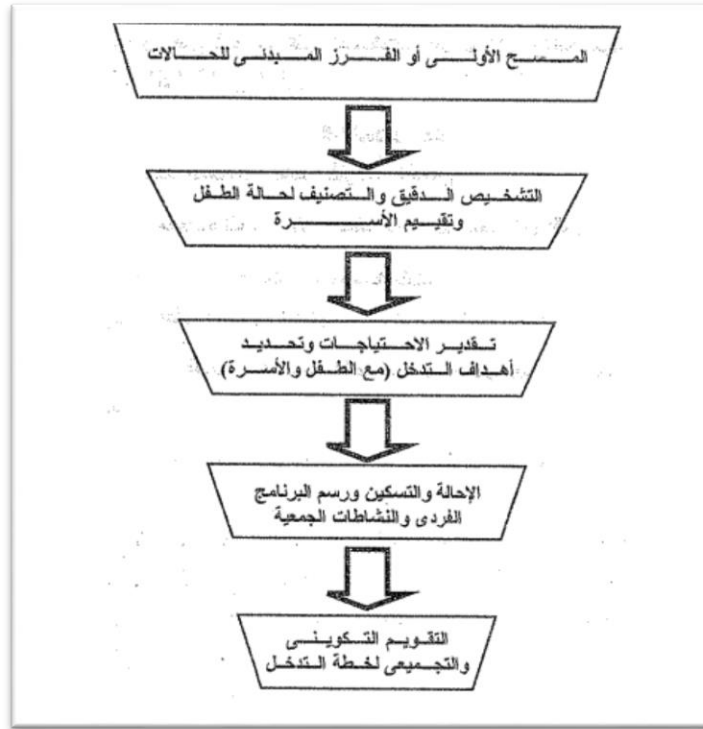 المسح الأولى أو الفرز المبدئى للحالات
التشخيص الدقيق والتصنيف لحالة الطفل
وتقييم الأسرة
تقدير الاحتياجات وتحديد
أهداف التدخل (مع الطفل والأسرة)
الإحالة والتسكين ورسم البرنامج
الفردى والنشاطات الجمعية
التقويم التكوينى
والتجميعى لخطة التدخل